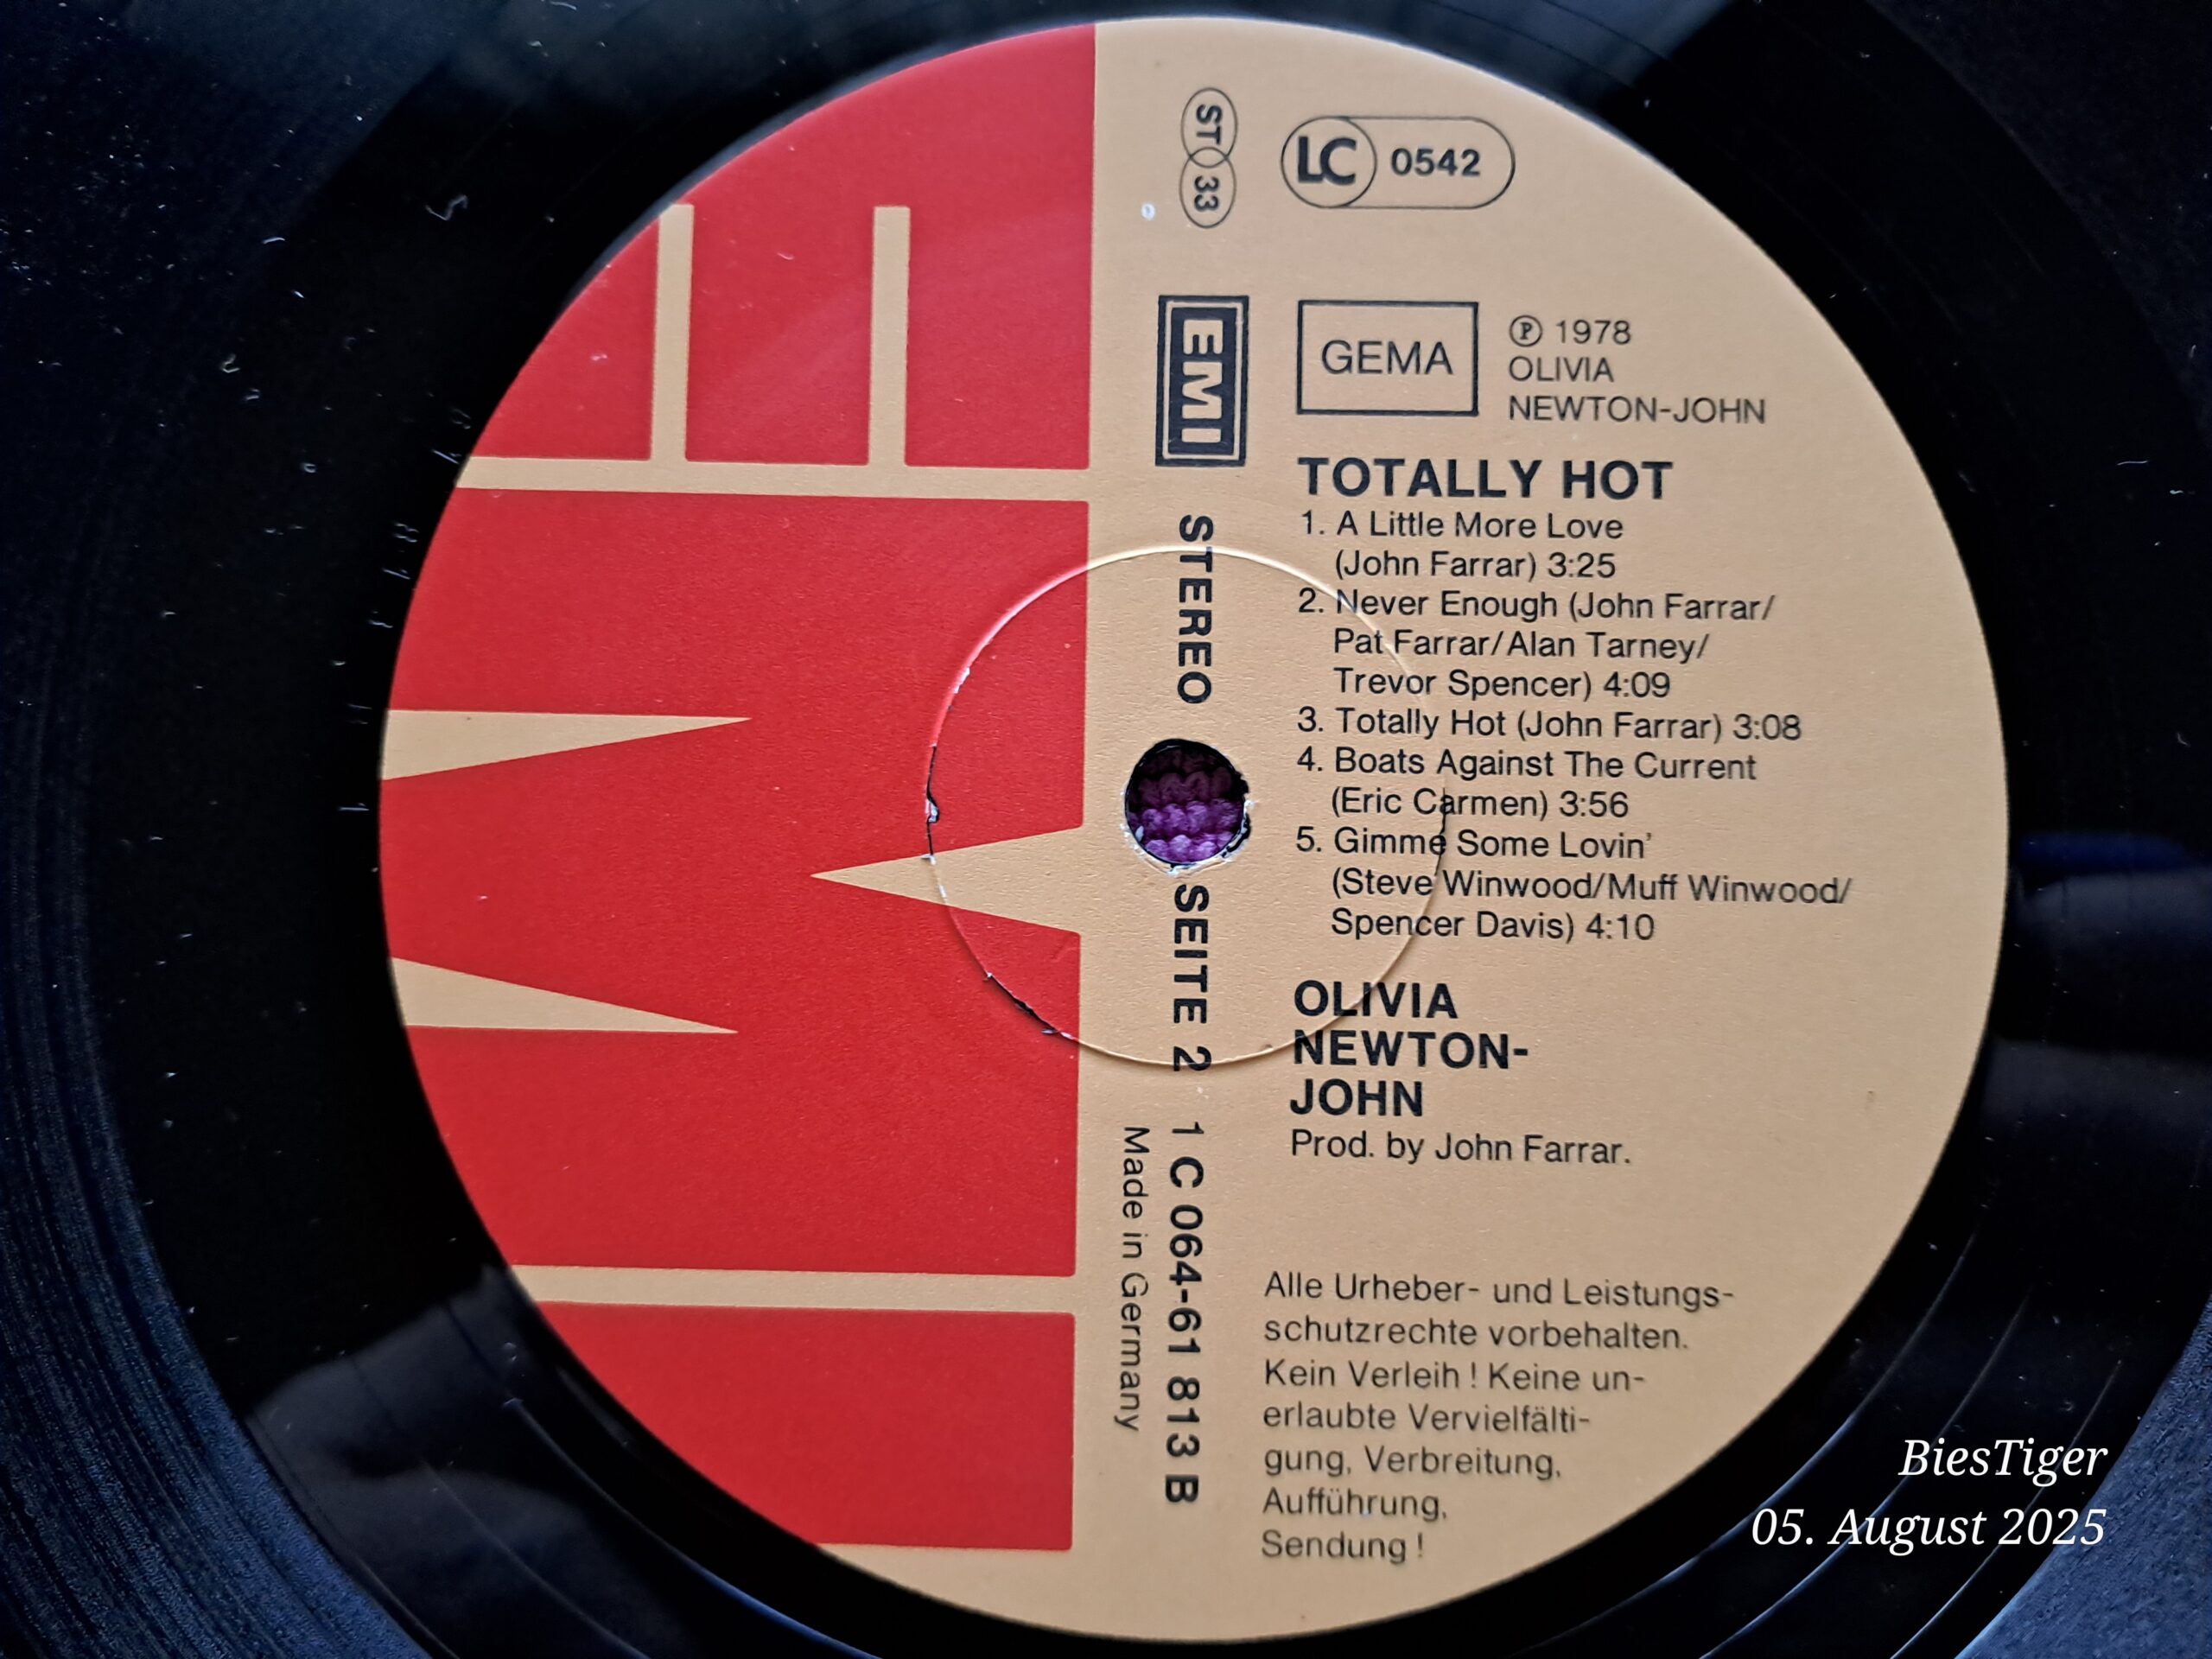 ST
33
LC 0542
EMI
GEMA
℗ 1978
OLIVIA
NEWTON-JOHN
TOTALLY HOT
1. A Little More Love
(John Farrar) 3:25
2. Never Enough (John Farrar/
Pat Farrar/Alan Tarney/
Trevor Spencer) 4:09
3. Totally Hot (John Farrar) 3:08
4. Boats Against The Current
(Eric Carmen) 3:56
5. Gimme Some Lovin'
(Steve Winwood/Muff Winwood/
Spencer Davis) 4:10
OLIVIA
NEWTON-
JOHN
Prod. by John Farrar.
STEREO SEITE 2 1 C 064-61 813 B
Made in Germany
Alle Urheber- und Leistungs-
schutzrechte vorbehalten.
Kein Verleih! Keine un-
erlaubte Vervielfälti-
gung, Verbreitung,
Aufführung,
Sendung!
BiesTiger
05. August 2025